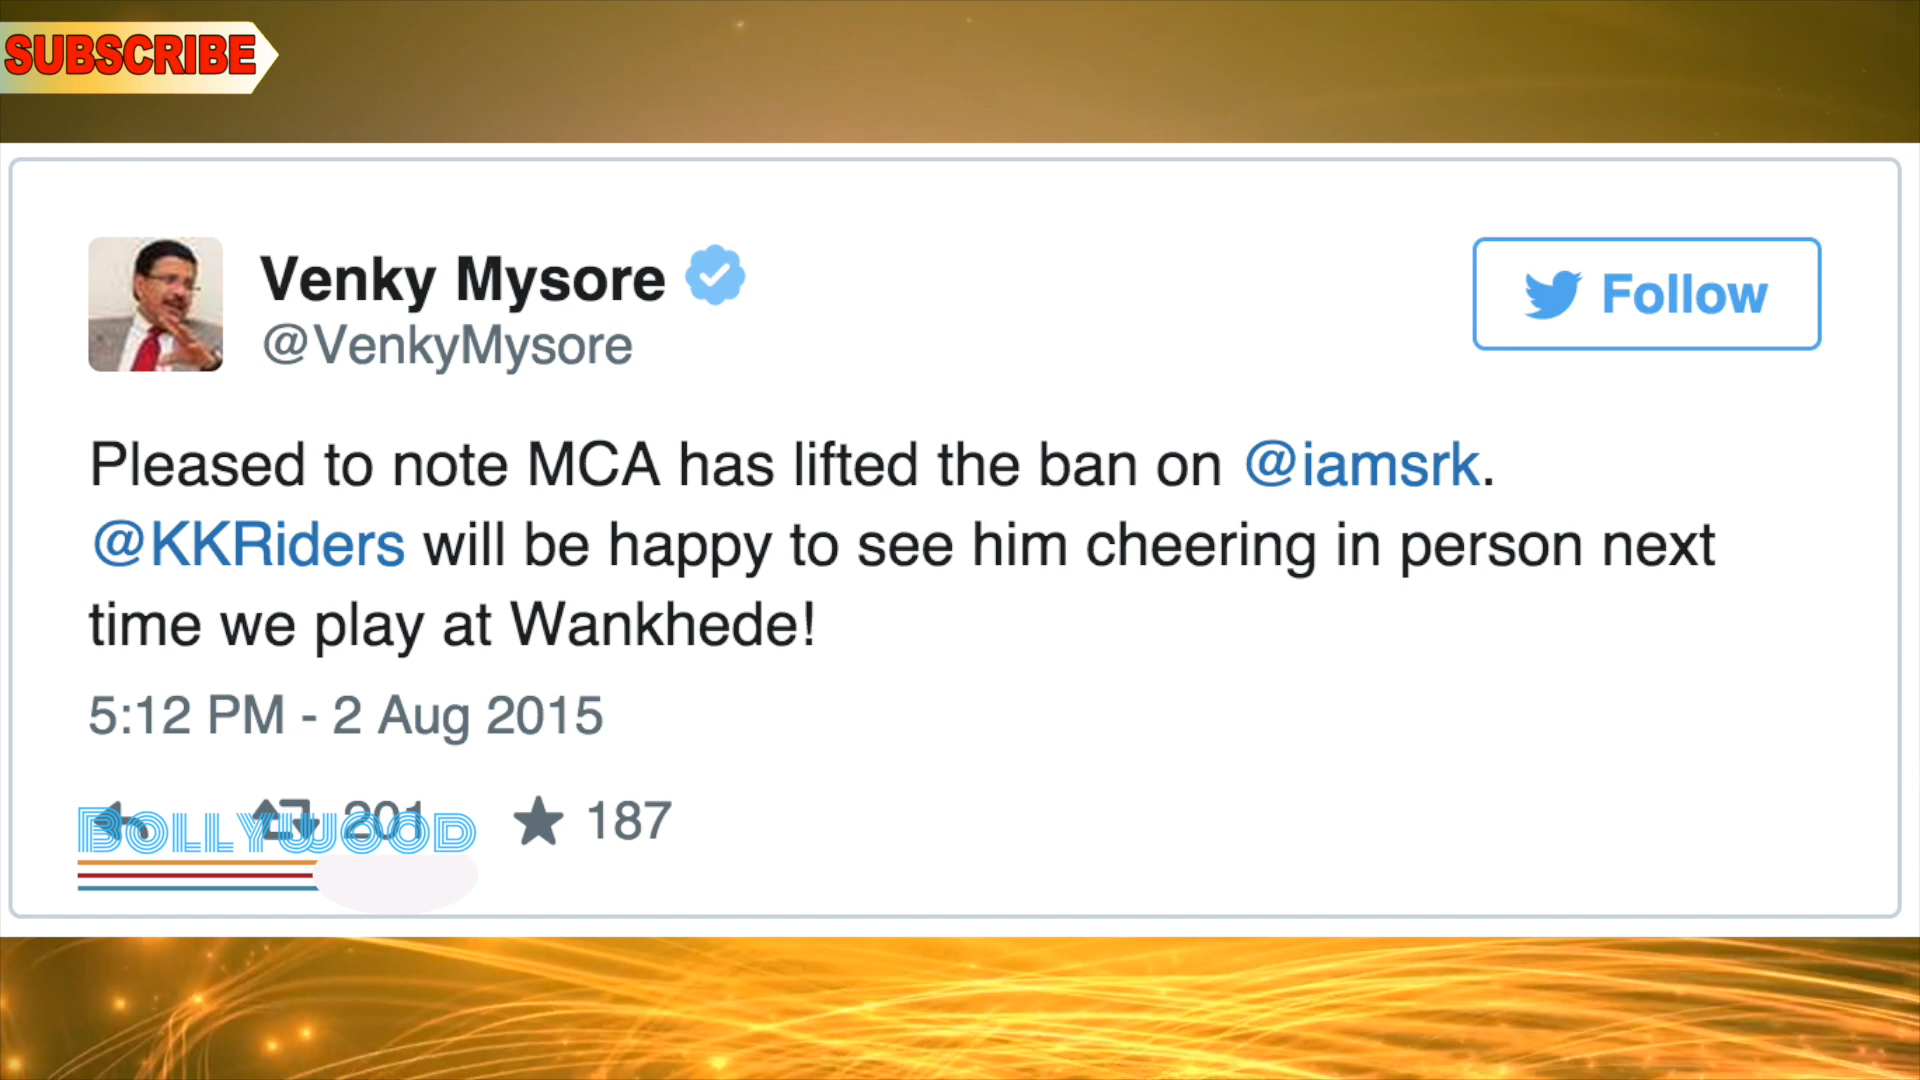 SUBSCRIBE
Venky Mysore
@VenkyMysore
Follow
Pleased to note MCA has lifted the ban on @iamsrk.
@KKRiders will be happy to see him cheering in person next
time we play at Wankhede!
5:12 PM - 2 Aug 2015
201 187
BOLLYWOOD